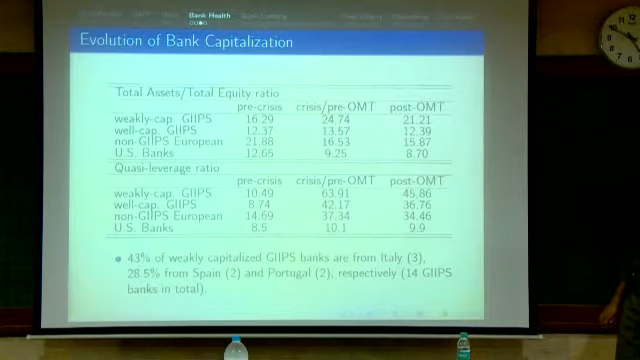 Bank Health
Evolution of Bank Capitalization
Total Assets/Total Equity ratio
pre-crisis crisis/pre-OMT post-OMT
weakly-cap. GIIPS 16.29 24.74 21.21
well-cap. GIIPS 12.37 13.57 12.39
non-GIIPS European 21.88 16.53 15.87
U.S. Banks 12.65 9.25 8.70
Quasi-leverage ratio
pre-crisis crisis/pre-OMT post-OMT
weakly-cap. GIIPS 10.49 63.91 45.86
well-cap. GIIPS 8.74 42.17 36.76
non-GIIPS European 14.69 37.34 34.46
U.S. Banks 8.5 10.1 9.9
43% of weakly capitalized GIIPS banks are from Italy (3),
28.5% from Spain (2) and Portugal (2), respectively (14 GIIPS
banks in total).